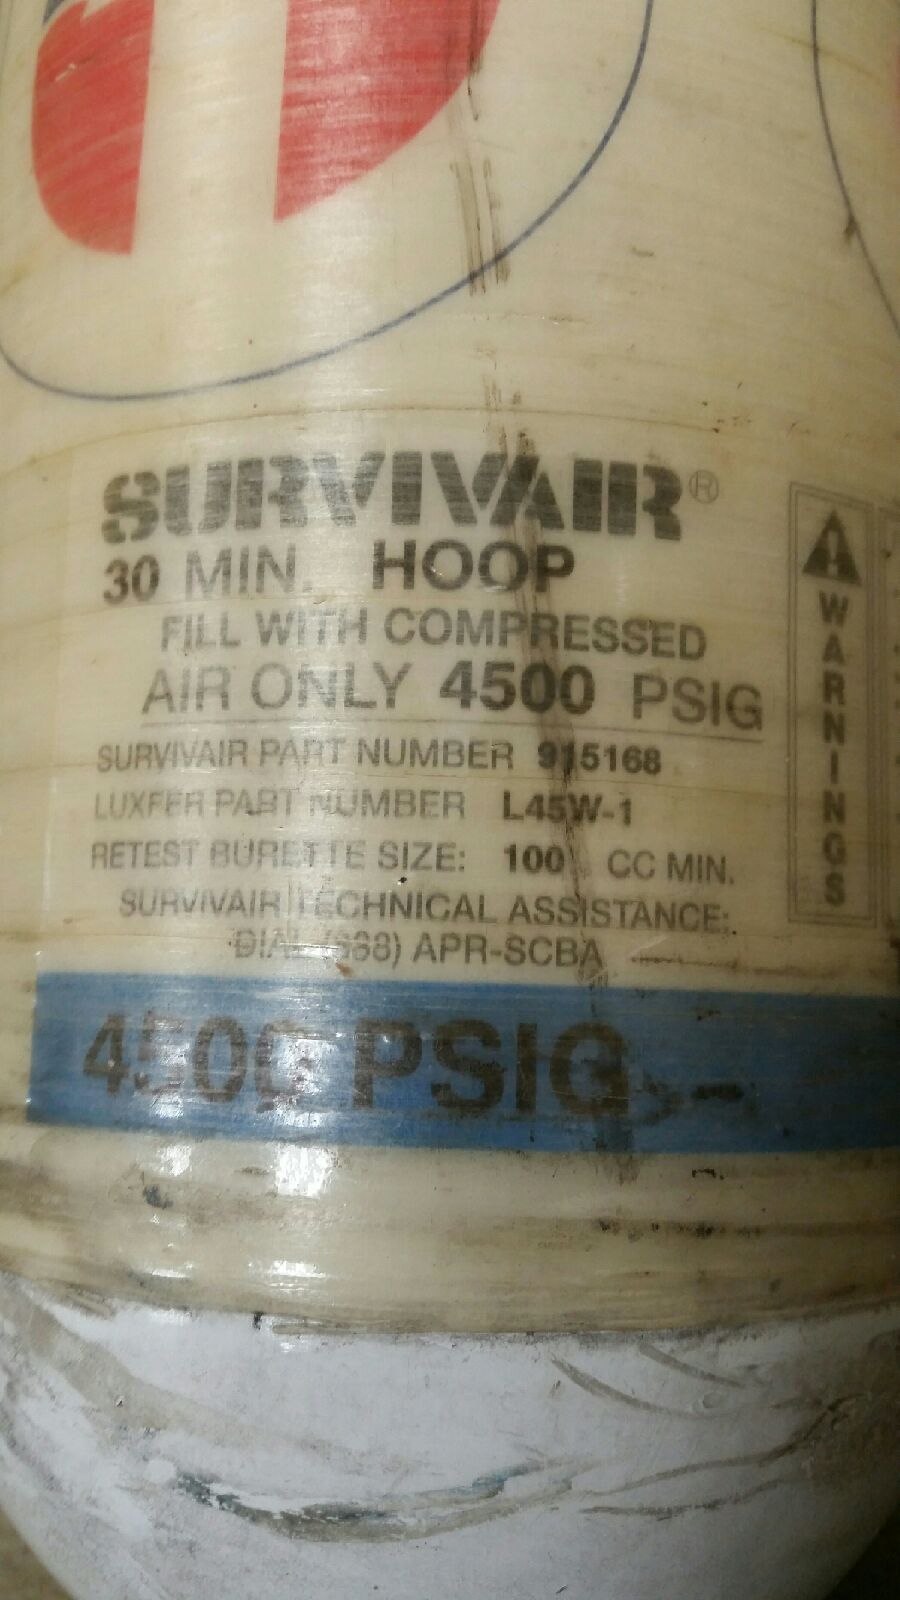 SURVIVAIR®
30 MIN. HOOP
FILL WITH COMPRESSED
AIR ONLY 4500 PSIG
SURVIVAIR PART NUMBER 915168
LUXFER PART NUMBER L45W-1
RETEST BURETTE SIZE: 100 CC MIN.
SURVIVAIR TECHNICAL ASSISTANCE:
DIAL (888) APR-SCBA
4500 PSIG
WARNINGS